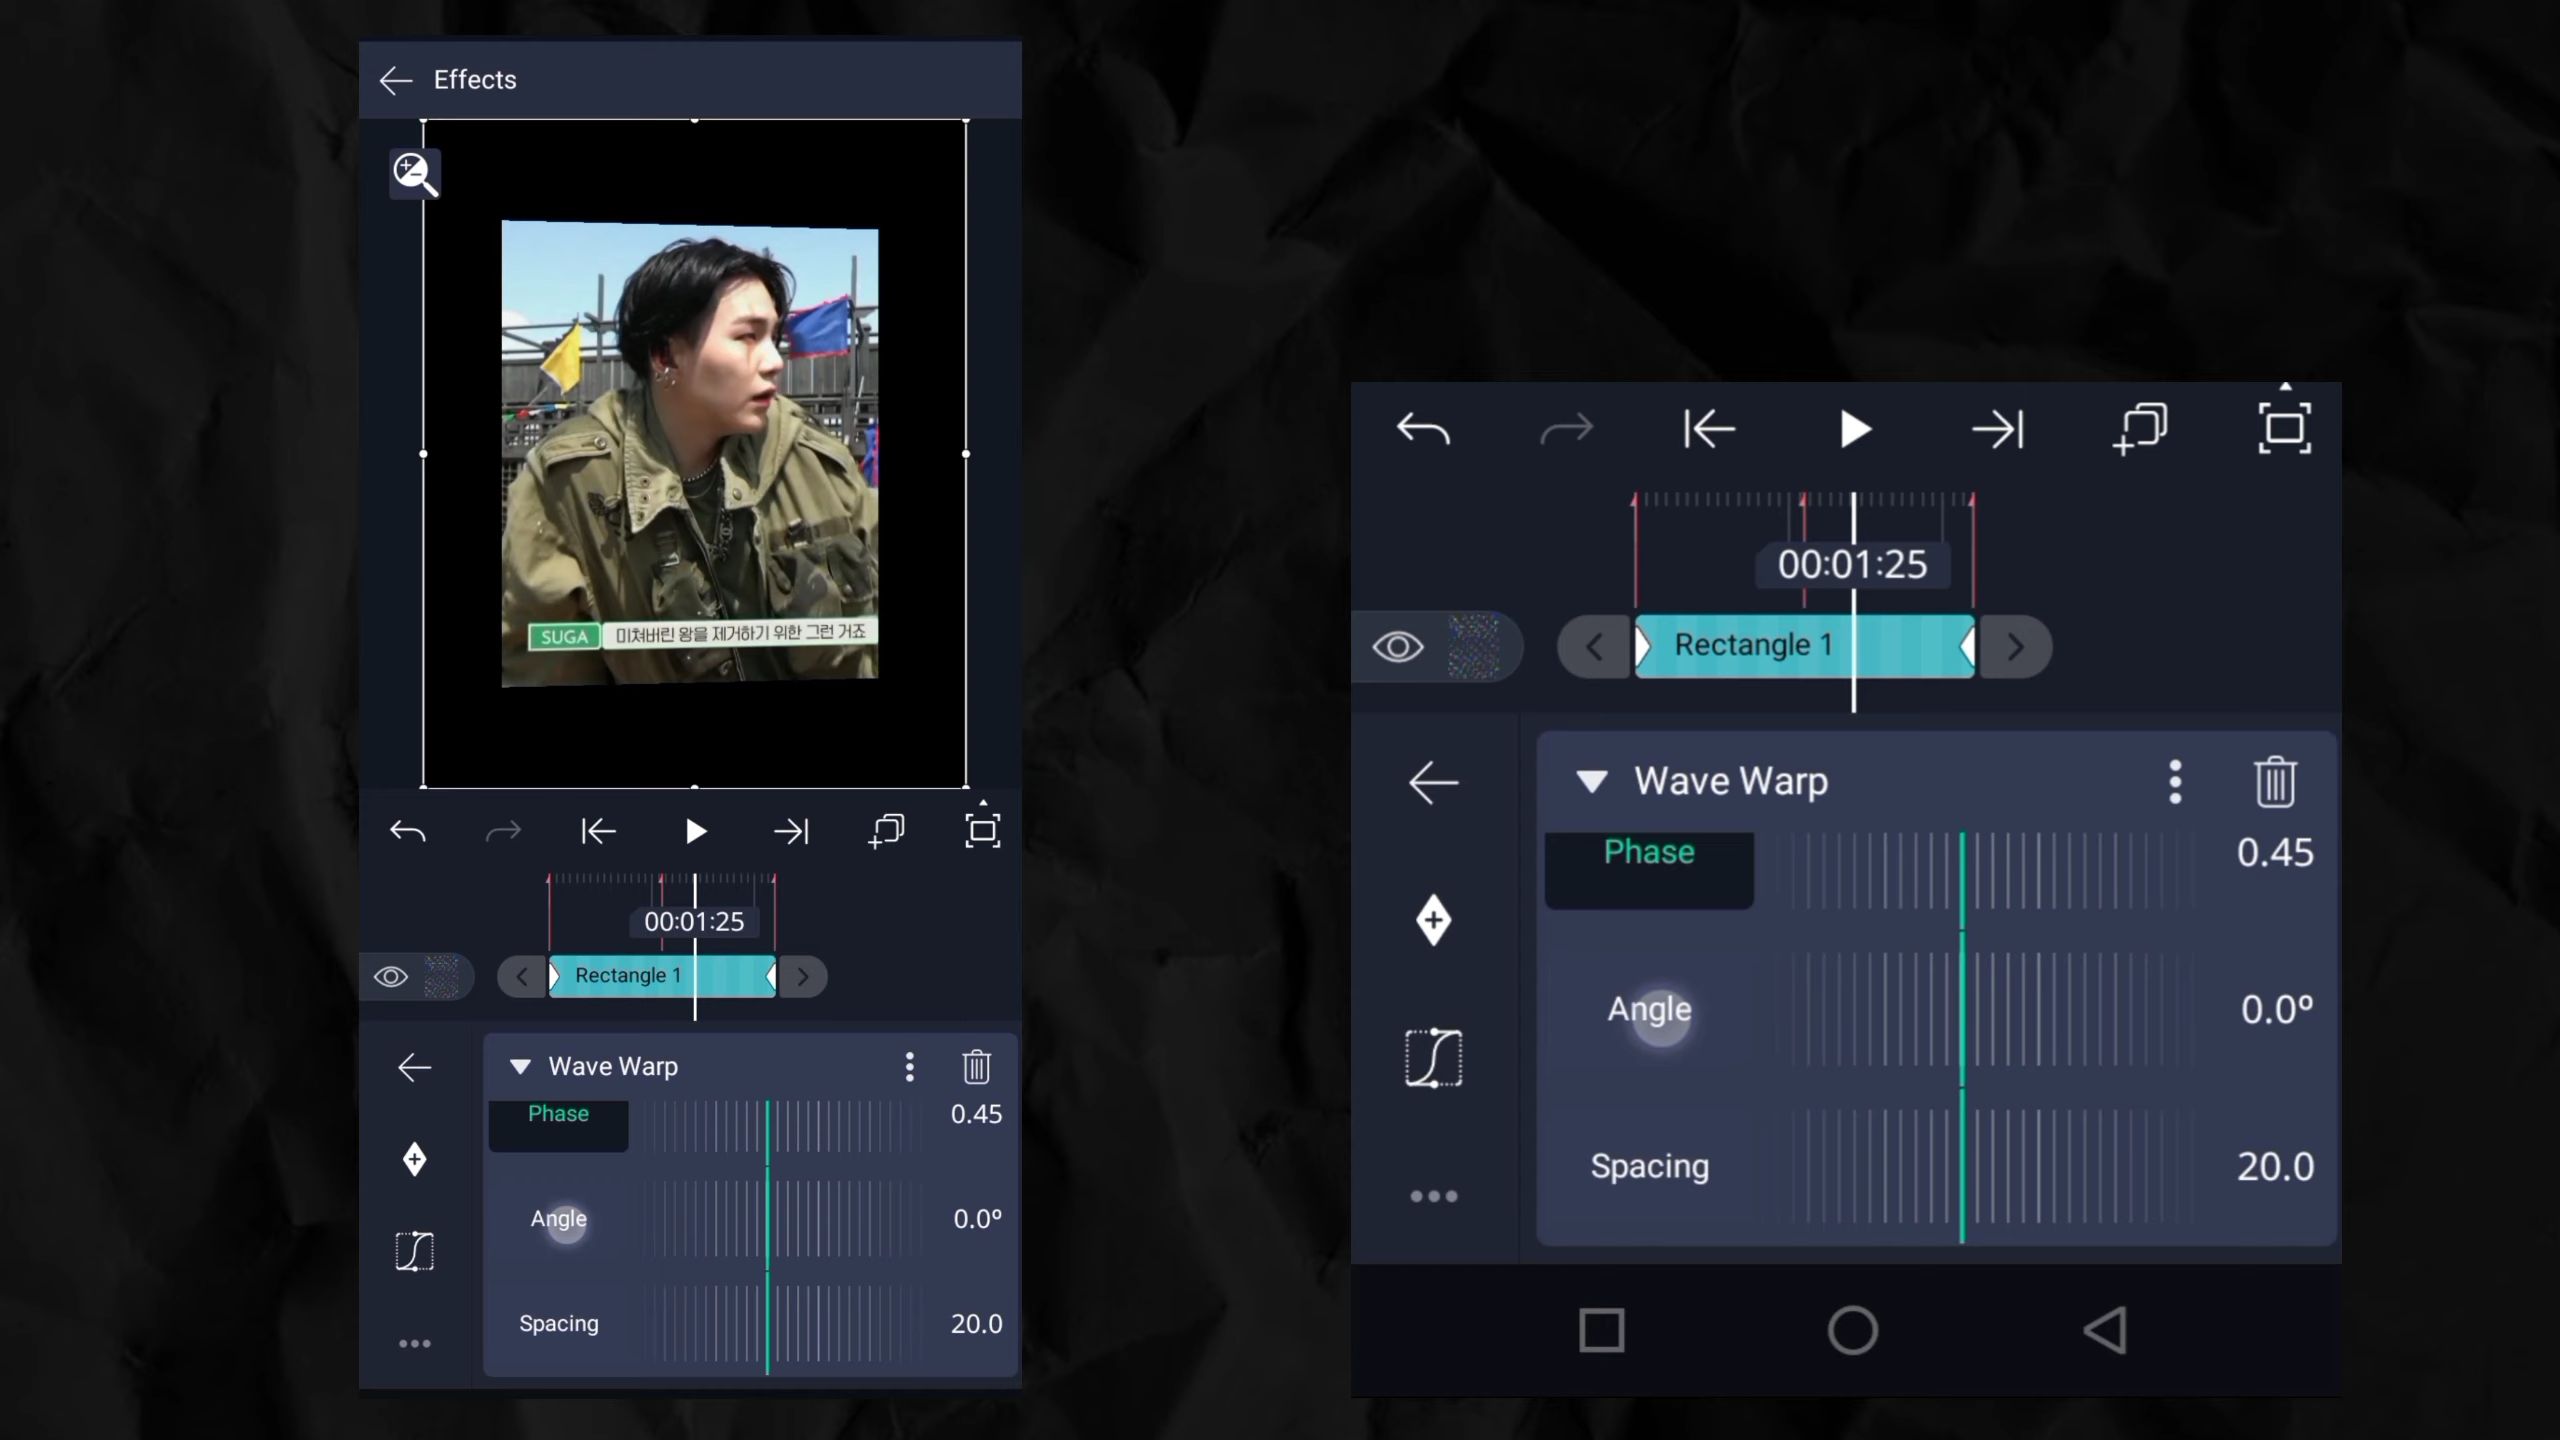 Effects
SUGA 미쳐버린 왕을 제거하기 위한 그런 거죠
00:01:25
Rectangle 1
Wave Warp
Phase 0.45
Angle 0.0º
Spacing 20.0
00:01:25
Rectangle 1
Wave Warp
Phase 0.45
Angle 0.0º
Spacing 20.0